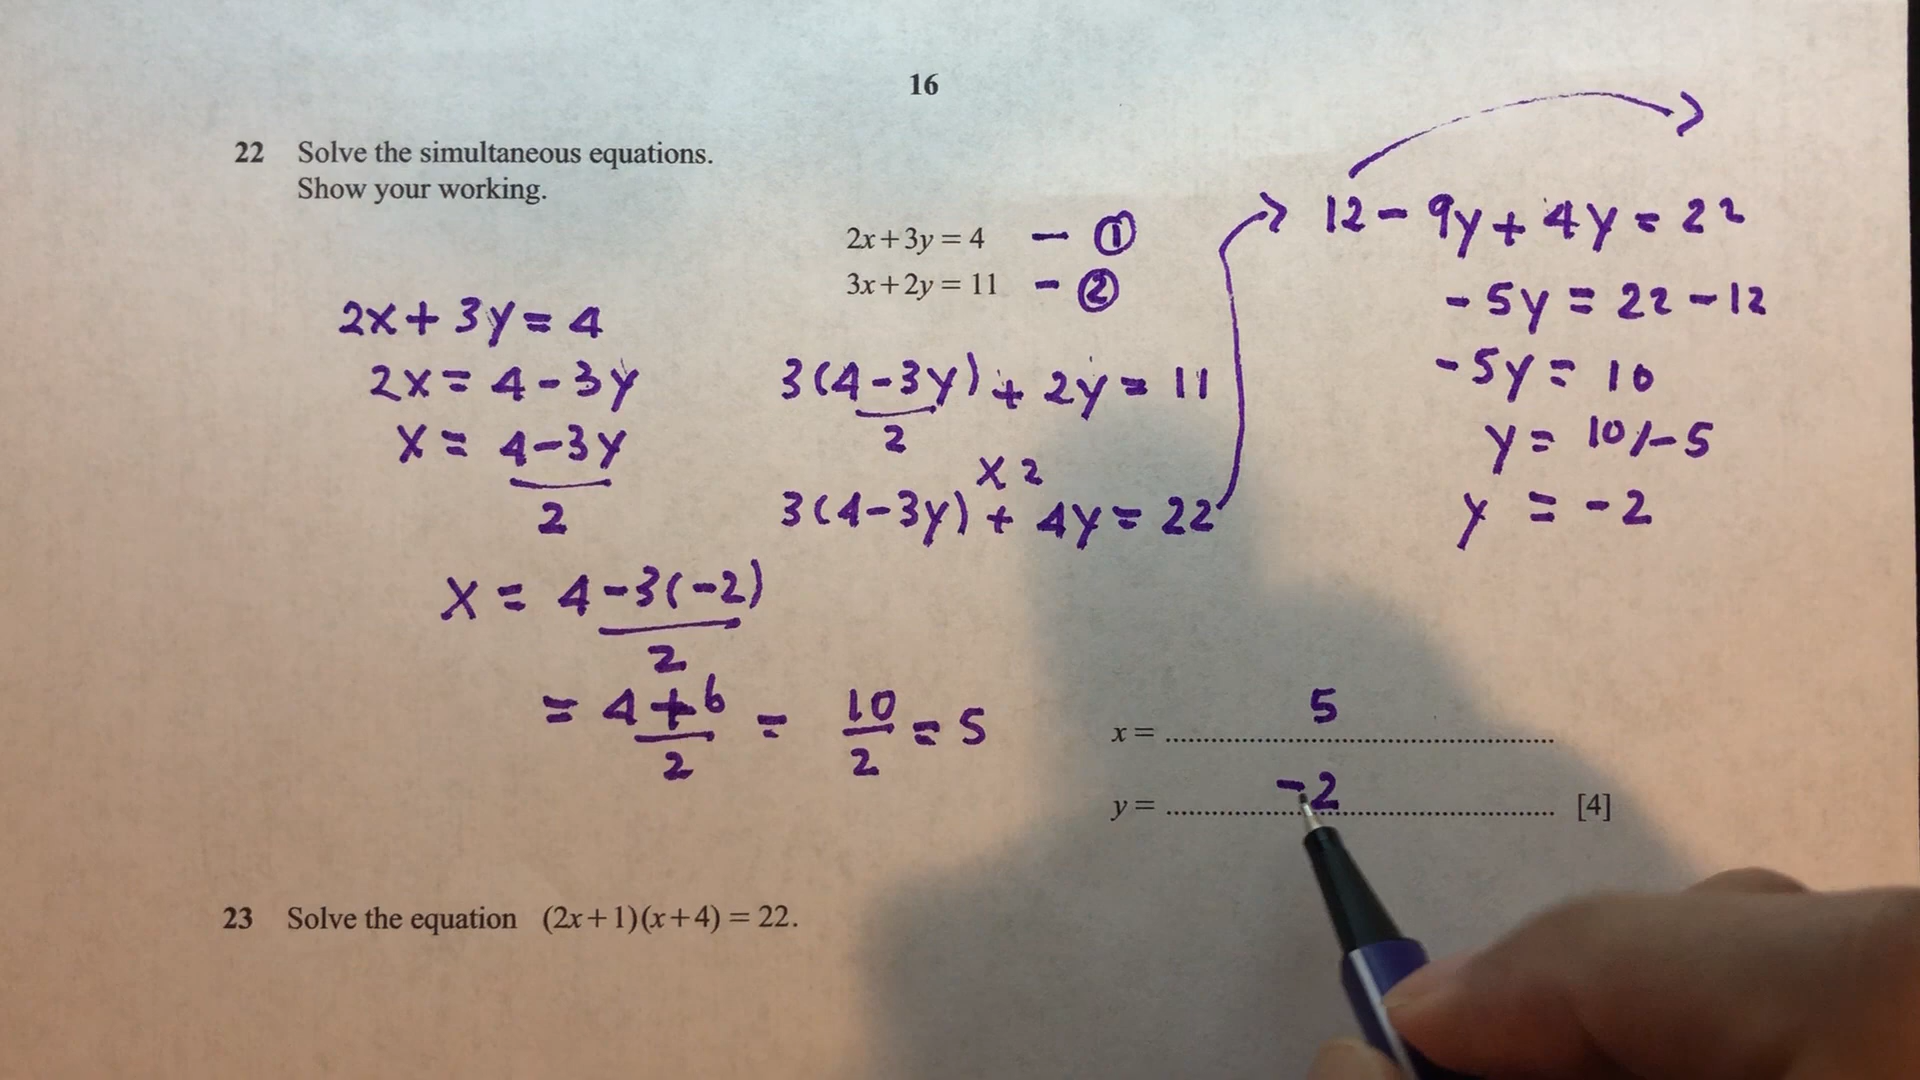 16
22 Solve the simultaneous equations.
Show your working.
2x+3y = 4 – ①
3x+2y = 11 – ②
2x + 3y = 4
2x = 4 - 3y
x = 4-3y
2
3(4-3y) + 2y = 11
2
x 2
3(4-3y) + 4y = 22
12 - 9y + 4y = 22
-5y = 22 - 12
-5y = 10
y = 10/-5
y = -2
x = 4-3(-2)
2
= 4+6 = 10 = 5
2 2
x = 5
y = -2 [4]
23 Solve the equation (2x+1)(x+4) = 22.